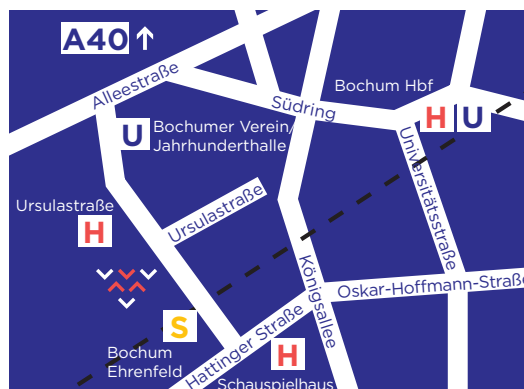 A40
Alleestraße
Südring
Bochum Hbf
H U
U
Bochumer Verein/
Jahrhunderthalle
Universitätsstraße
Ursulastraße
H
Ursulastraße
Königsallee
Oskar-Hoffmann-Straße
S
Bochum
Ehrenfeld
Hattinger Straße
H
Schauspielhaus